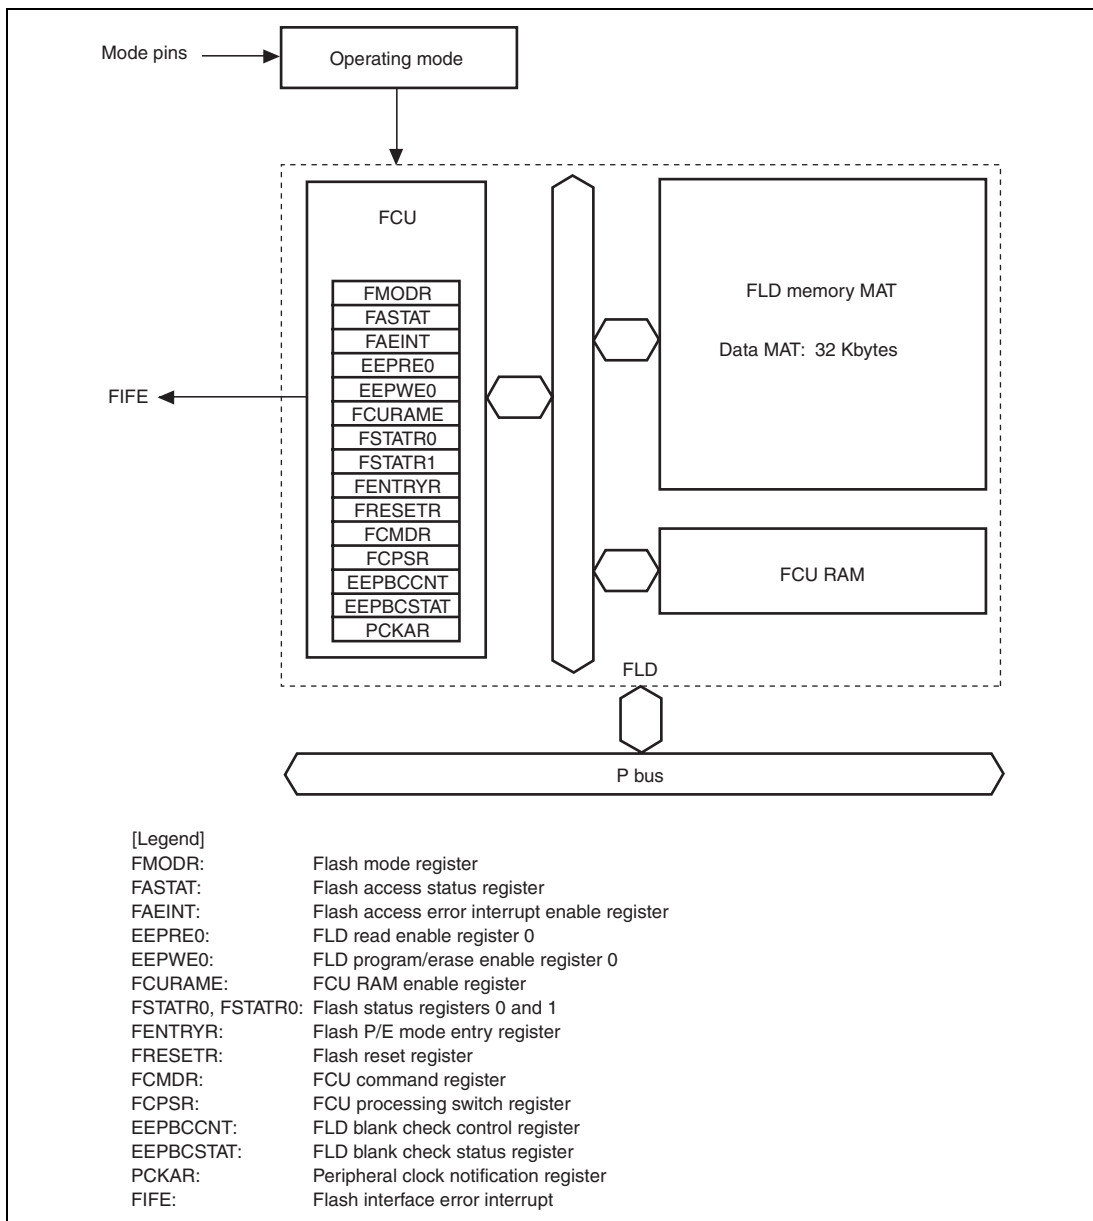 Mode pins
Operating mode
FCU
FMODR
FASTAT
FAEINT
EEPRE0
EEPWE0
FCURAME
FSTATR0
FSTATR1
FENTRYR
FRESETR
FCMDR
FCPSR
EEPBCCNT
EEPBCSTAT
PCKAR
FIFE
FLD memory MAT
Data MAT: 32 Kbytes
FCU RAM
FLD
P bus
[Legend]
FMODR: Flash mode register
FASTAT: Flash access status register
FAEINT: Flash access error interrupt enable register
EEPRE0: FLD read enable register 0
EEPWE0: FLD program/erase enable register 0
FCURAME: FCU RAM enable register
FSTATR0, FSTATR0: Flash status registers 0 and 1
FENTRYR: Flash P/E mode entry register
FRESETR: Flash reset register
FCMDR: FCU command register
FCPSR: FCU processing switch register
EEPBCCNT: FLD blank check control register
EEPBCSTAT: FLD blank check status register
PCKAR: Peripheral clock notification register
FIFE: Flash interface error interrupt